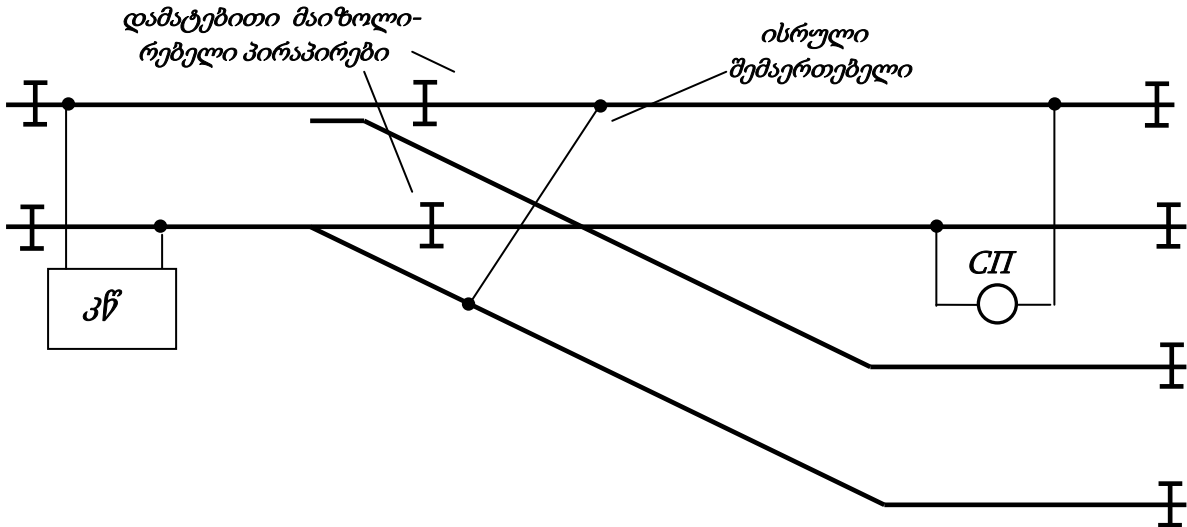 დამატებითი მაიზოლი-
რებელი პირაპირები
ისრული
შემაერთებელი
СП
კწ